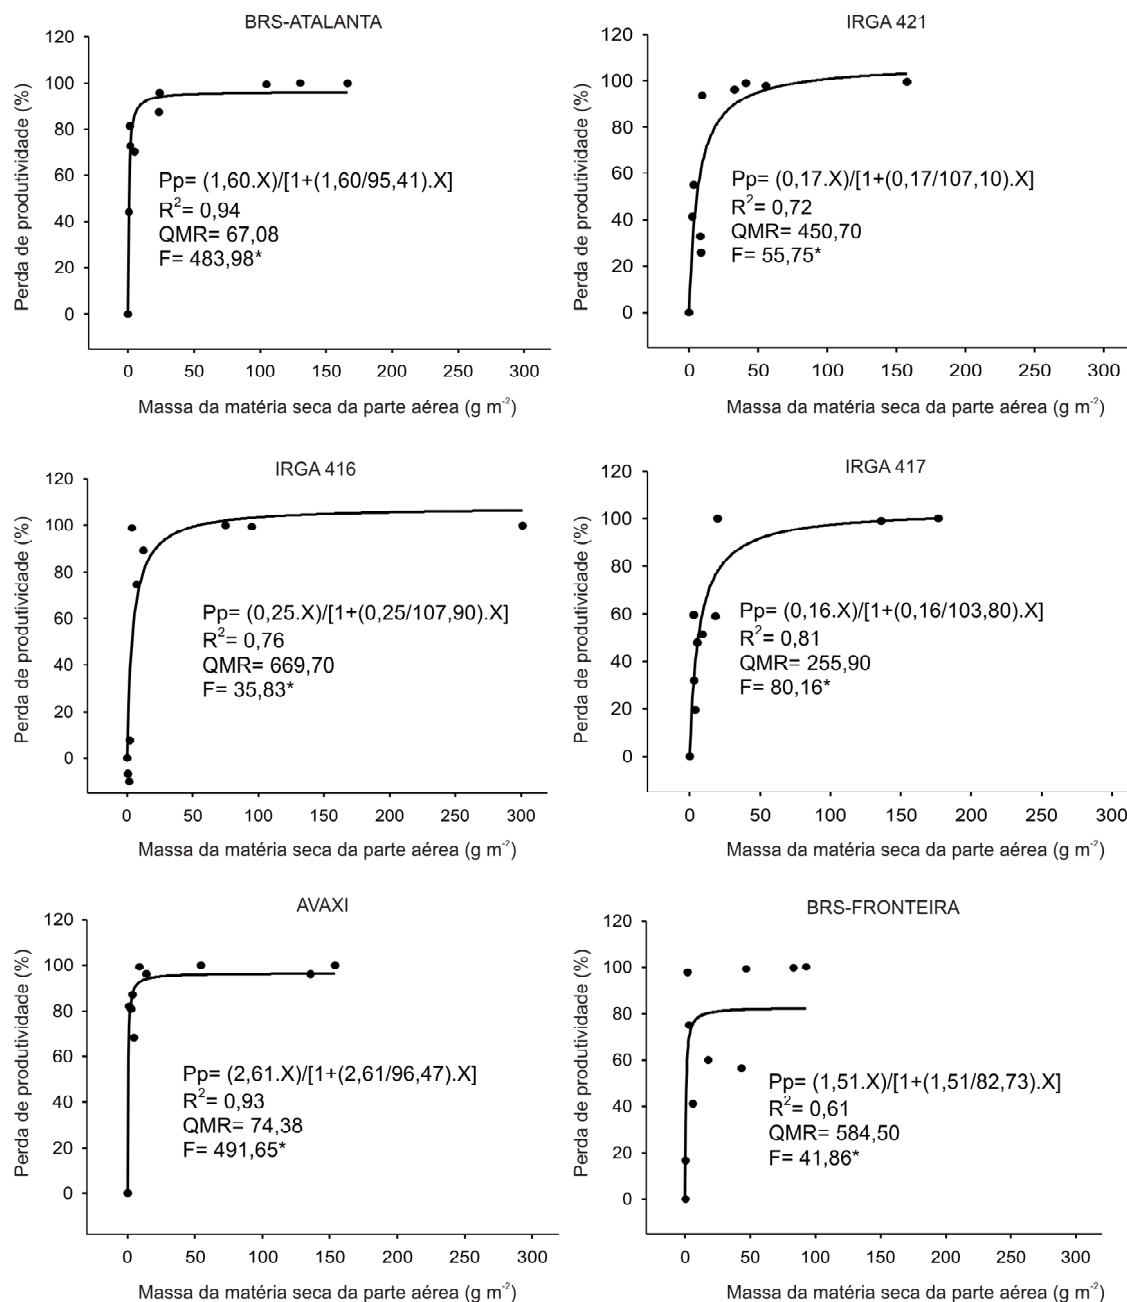 BRS-ATALANTA
120
100
80
60
40
20
0
Perda de produtividade (%)
Pp= (1,60.X)/[1+(1,60/95,41).X]
R²= 0,94
QMR= 67,08
F= 483,98*
0 50 100 150 200 250 300
Massa da matéria seca da parte aérea (g m⁻²)
IRGA 421
120
100
80
60
40
20
0
Perda de produtividade (%)
Pp= (0,17.X)/[1+(0,17/107,10).X]
R²= 0,72
QMR= 450,70
F= 55,75*
0 50 100 150 200 250 300
Massa da matéria seca da parte aérea (g m⁻²)
IRGA 416
120
100
80
60
40
20
0
Perda de produtividade (%)
Pp= (0,25.X)/[1+(0,25/107,90).X]
R²= 0,76
QMR= 669,70
F= 35,83*
0 50 100 150 200 250 300
Massa da matéria seca da parte aérea (g m⁻²)
IRGA 417
120
100
80
60
40
20
0
Perda de produtividade (%)
Pp= (0,16.X)/[1+(0,16/103,80).X]
R²= 0,81
QMR= 255,90
F= 80,16*
0 50 100 150 200 250 300
Massa da matéria seca da parte aérea (g m⁻²)
AVAXI
120
100
80
60
40
20
0
Perda de produtividade (%)
Pp= (2,61.X)/[1+(2,61/96,47).X]
R²= 0,93
QMR= 74,38
F= 491,65*
0 50 100 150 200 250 300
Massa da matéria seca da parte aérea (g m⁻²)
BRS-FRONTEIRA
120
100
80
60
40
20
0
Perda de produtividade (%)
Pp= (1,51.X)/[1+(1,51/82,73).X]
R²= 0,61
QMR= 584,50
F= 41,86*
0 50 100 150 200 250 300
Massa da matéria seca da parte aérea (g m⁻²)